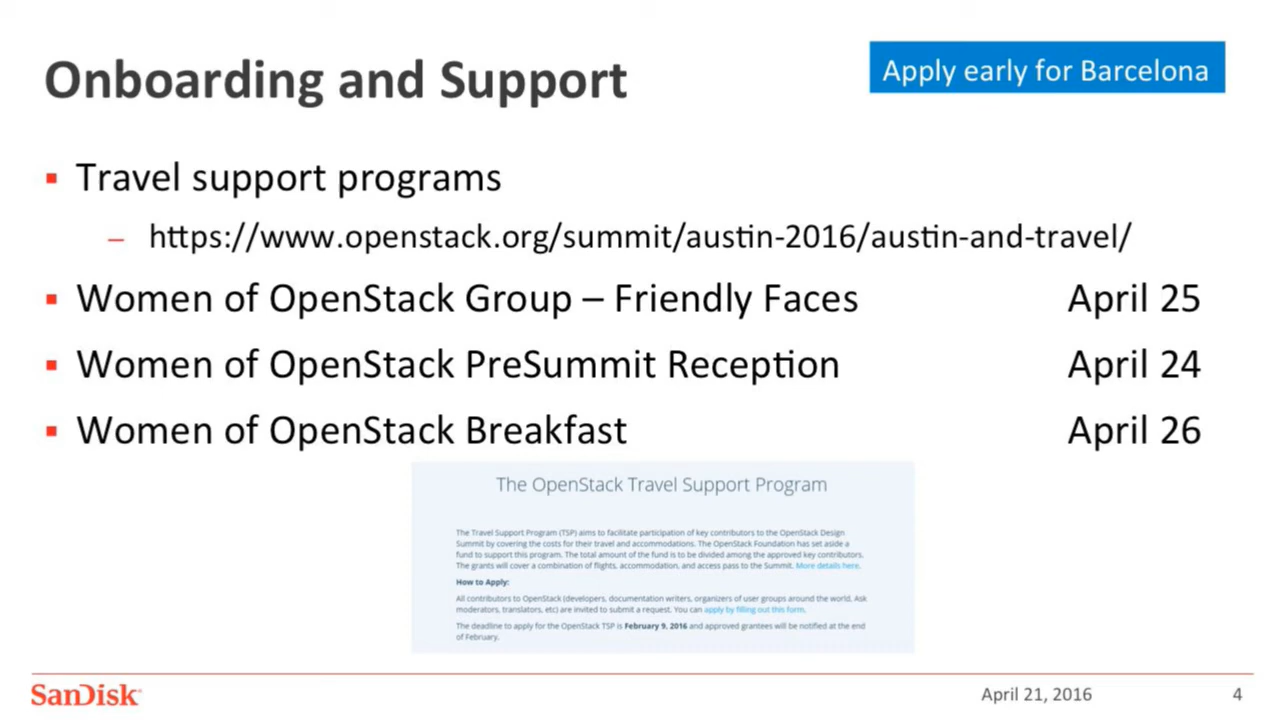 Onboarding and Support
Apply early for Barcelona
▪ Travel support programs
– https://www.openstack.org/summit/austin-2016/austin-and-travel/
▪ Women of OpenStack Group – Friendly Faces April 25
▪ Women of OpenStack PreSummit Reception April 24
▪ Women of OpenStack Breakfast April 26
The OpenStack Travel Support Program
The Travel Support Program (TSP) aims to facilitate participation of key contributors to the OpenStack Design
Summit by covering the costs for their travel and accommodations. The OpenStack Foundation has set aside a
fund to support this program. The total amount of the fund is to be divided among the approved key contributors.
The grants will cover a combination of flights, accommodation, and access pass to the Summit. More details here.
How to Apply:
All contributors to OpenStack (developers, documentation writers, organizers of user groups around the world, Ask
moderators, translators, etc) are invited to submit a request. You can apply by filling out this form.
The deadline to apply for the OpenStack TSP is February 9, 2016 and approved grantees will be notified at the end
of February.
SanDisk
April 21, 2016
4